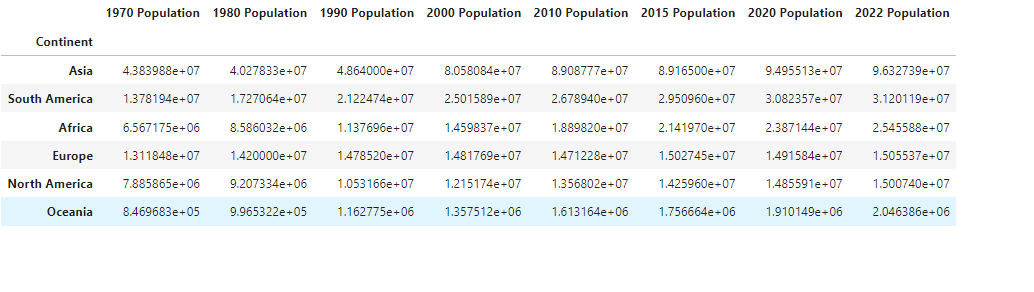 1970 Population 1980 Population 1990 Population 2000 Population 2010 Population 2015 Population 2020 Population 2022 Population
Continent
Asia 4.383988e+07 4.027833e+07 4.864000e+07 8.058084e+07 8.908777e+07 8.916500e+07 9.495513e+07 9.632739e+07
South America 1.378194e+07 1.727064e+07 2.122474e+07 2.501589e+07 2.678940e+07 2.950960e+07 3.082357e+07 3.120119e+07
Africa 6.567175e+06 8.586032e+06 1.137696e+07 1.459837e+07 1.889820e+07 2.141970e+07 2.387144e+07 2.545588e+07
Europe 1.311848e+07 1.420000e+07 1.478520e+07 1.481769e+07 1.471228e+07 1.502745e+07 1.491584e+07 1.505537e+07
North America 7.885865e+06 9.207334e+06 1.053166e+07 1.215174e+07 1.356802e+07 1.425960e+07 1.485591e+07 1.500740e+07
Oceania 8.469683e+05 9.965322e+05 1.162775e+06 1.357512e+06 1.613164e+06 1.756664e+06 1.910149e+06 2.046386e+06